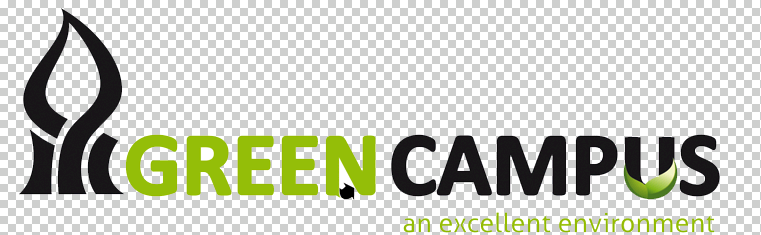 GREEN CAMPUS
an excellent environment